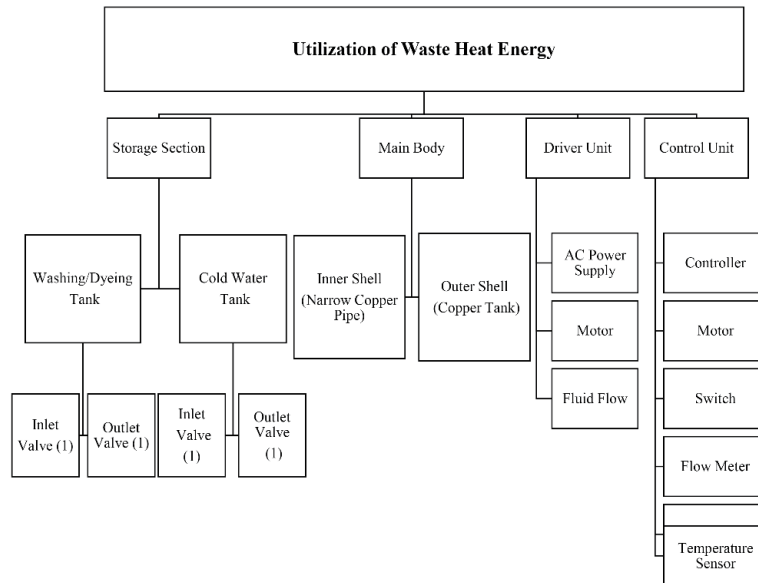 Utilization of Waste Heat Energy
Storage Section
Main Body
Driver Unit
Control Unit
Washing/Dyeing
Tank
Cold Water
Tank
Inner Shell
(Narrow Copper
Pipe)
Outer Shell
(Copper Tank)
AC Power
Supply
Controller
Motor
Motor
Inlet
Valve (1)
Outlet
Valve (1)
Inlet
Valve
(1)
Outlet
Valve
(1)
Fluid Flow
Switch
Flow Meter
Temperature
Sensor